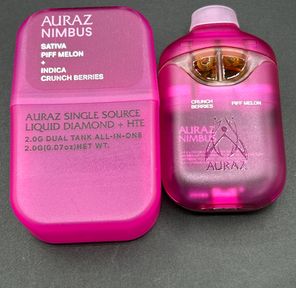 AURAZ
NIMBUS
SATIVA
PIFF MELON
+
INDICA
CRUNCH BERRIES
AURAZ SINGLE SOURCE
LIQUID DIAMOND + HTE
2.0G DUAL TANK ALL-IN-ONE
2.0G(0.07oz)NET WT.
CRUNCH
BERRIES
PIFF MELON
AURAZ
NIMBUS
AURAZ